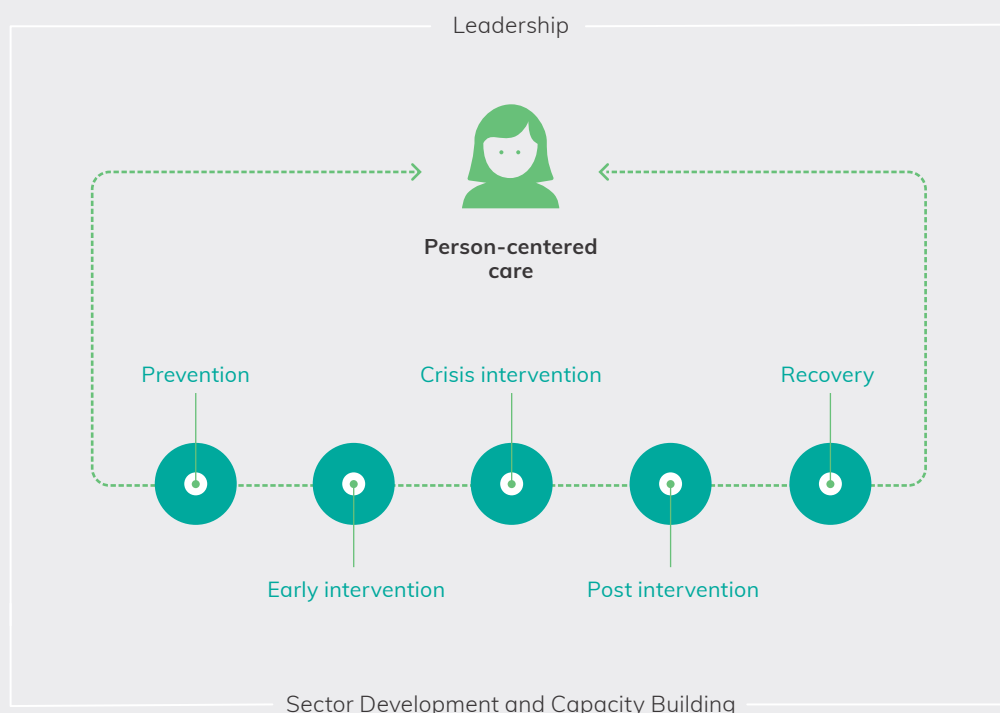 Leadership
Person-centered
care
Prevention
Crisis intervention
Recovery
Early intervention
Post intervention
Sector Development and Capacity Building